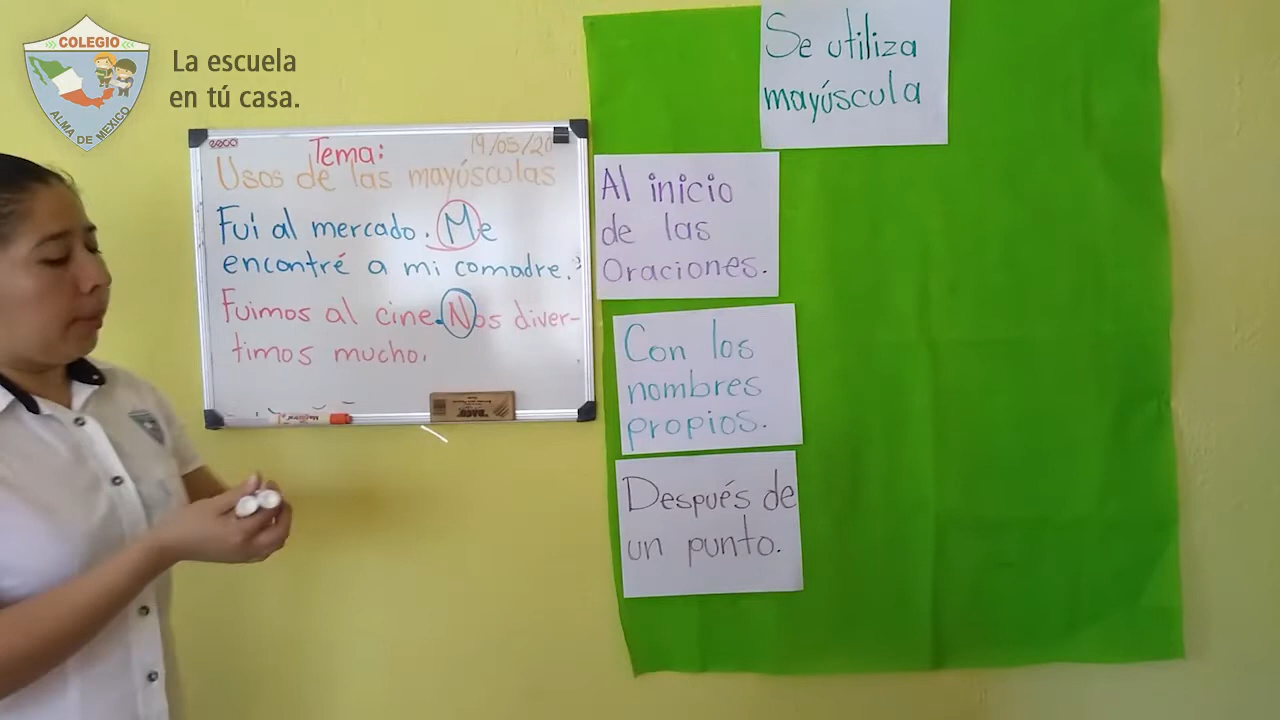 COLEGIO
ALMA DE MEXICO
La escuela
en tú casa.
Tema:
19/05/20
Usos de las mayúsculas
Fui al mercado. Me
encontré a mi comadre.
Fuimos al cine. Nos diver-
timos mucho.
Se utiliza
mayúscula
Al inicio
de las
Oraciones.
Con los
nombres
propios.
Después de
un punto.